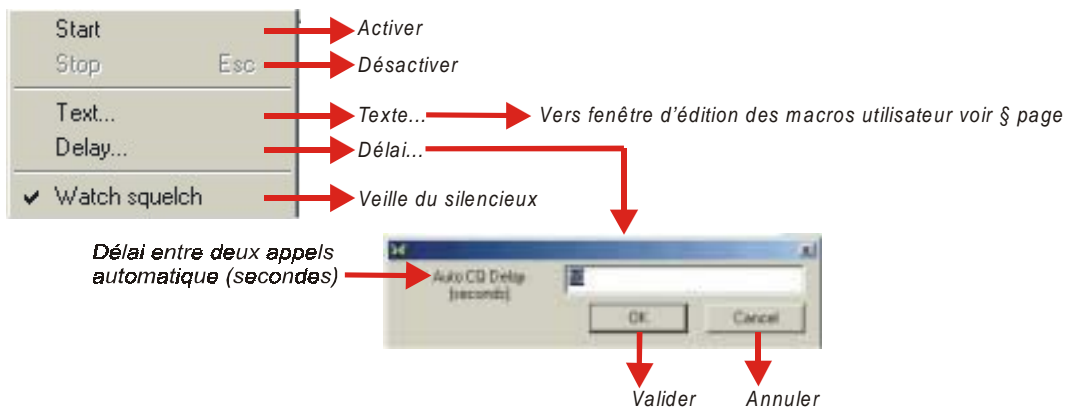 Start Activer
Stop Esc Désactiver
Text... Texte... Vers fenêtre d'édition des macros utilisateur voir § page
Delay... Délai...
Watch squelch Veille du silencieux
Délai entre deux appels
automatique (secondes)
Auto CQ Delay
(seconds)
OK Cancel
Valider Annuler